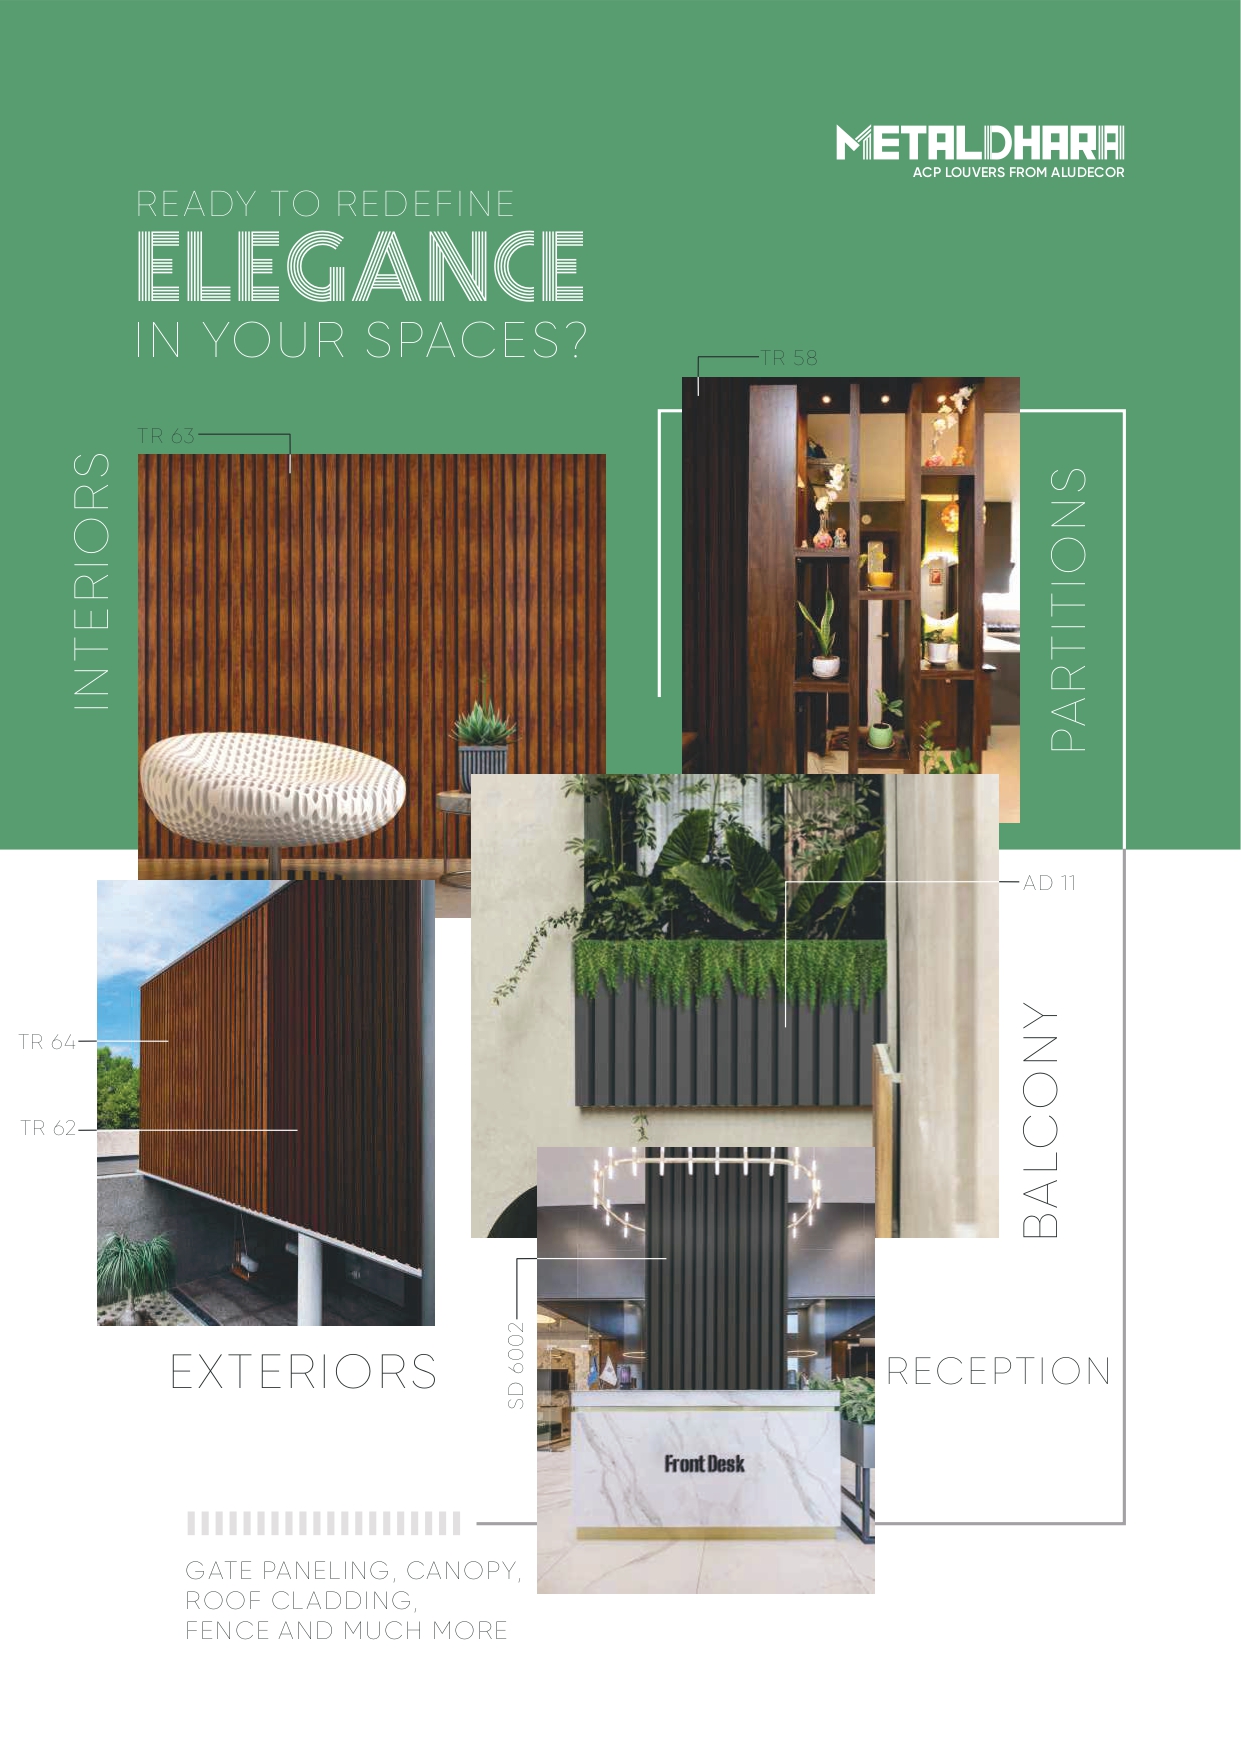 METALDHARA
ACP LOUVERS FROM ALUDECOR
READY TO REDEFINE
ELEGANCE
IN YOUR SPACES?
TR 58
TR 63
INTERIORS
PARTITIONS
AD 11
TR 64
TR 62
BALCONY
EXTERIORS
SD 6002
RECEPTION
Front Desk
GATE PANELING, CANOPY,
ROOF CLADDING,
FENCE AND MUCH MORE